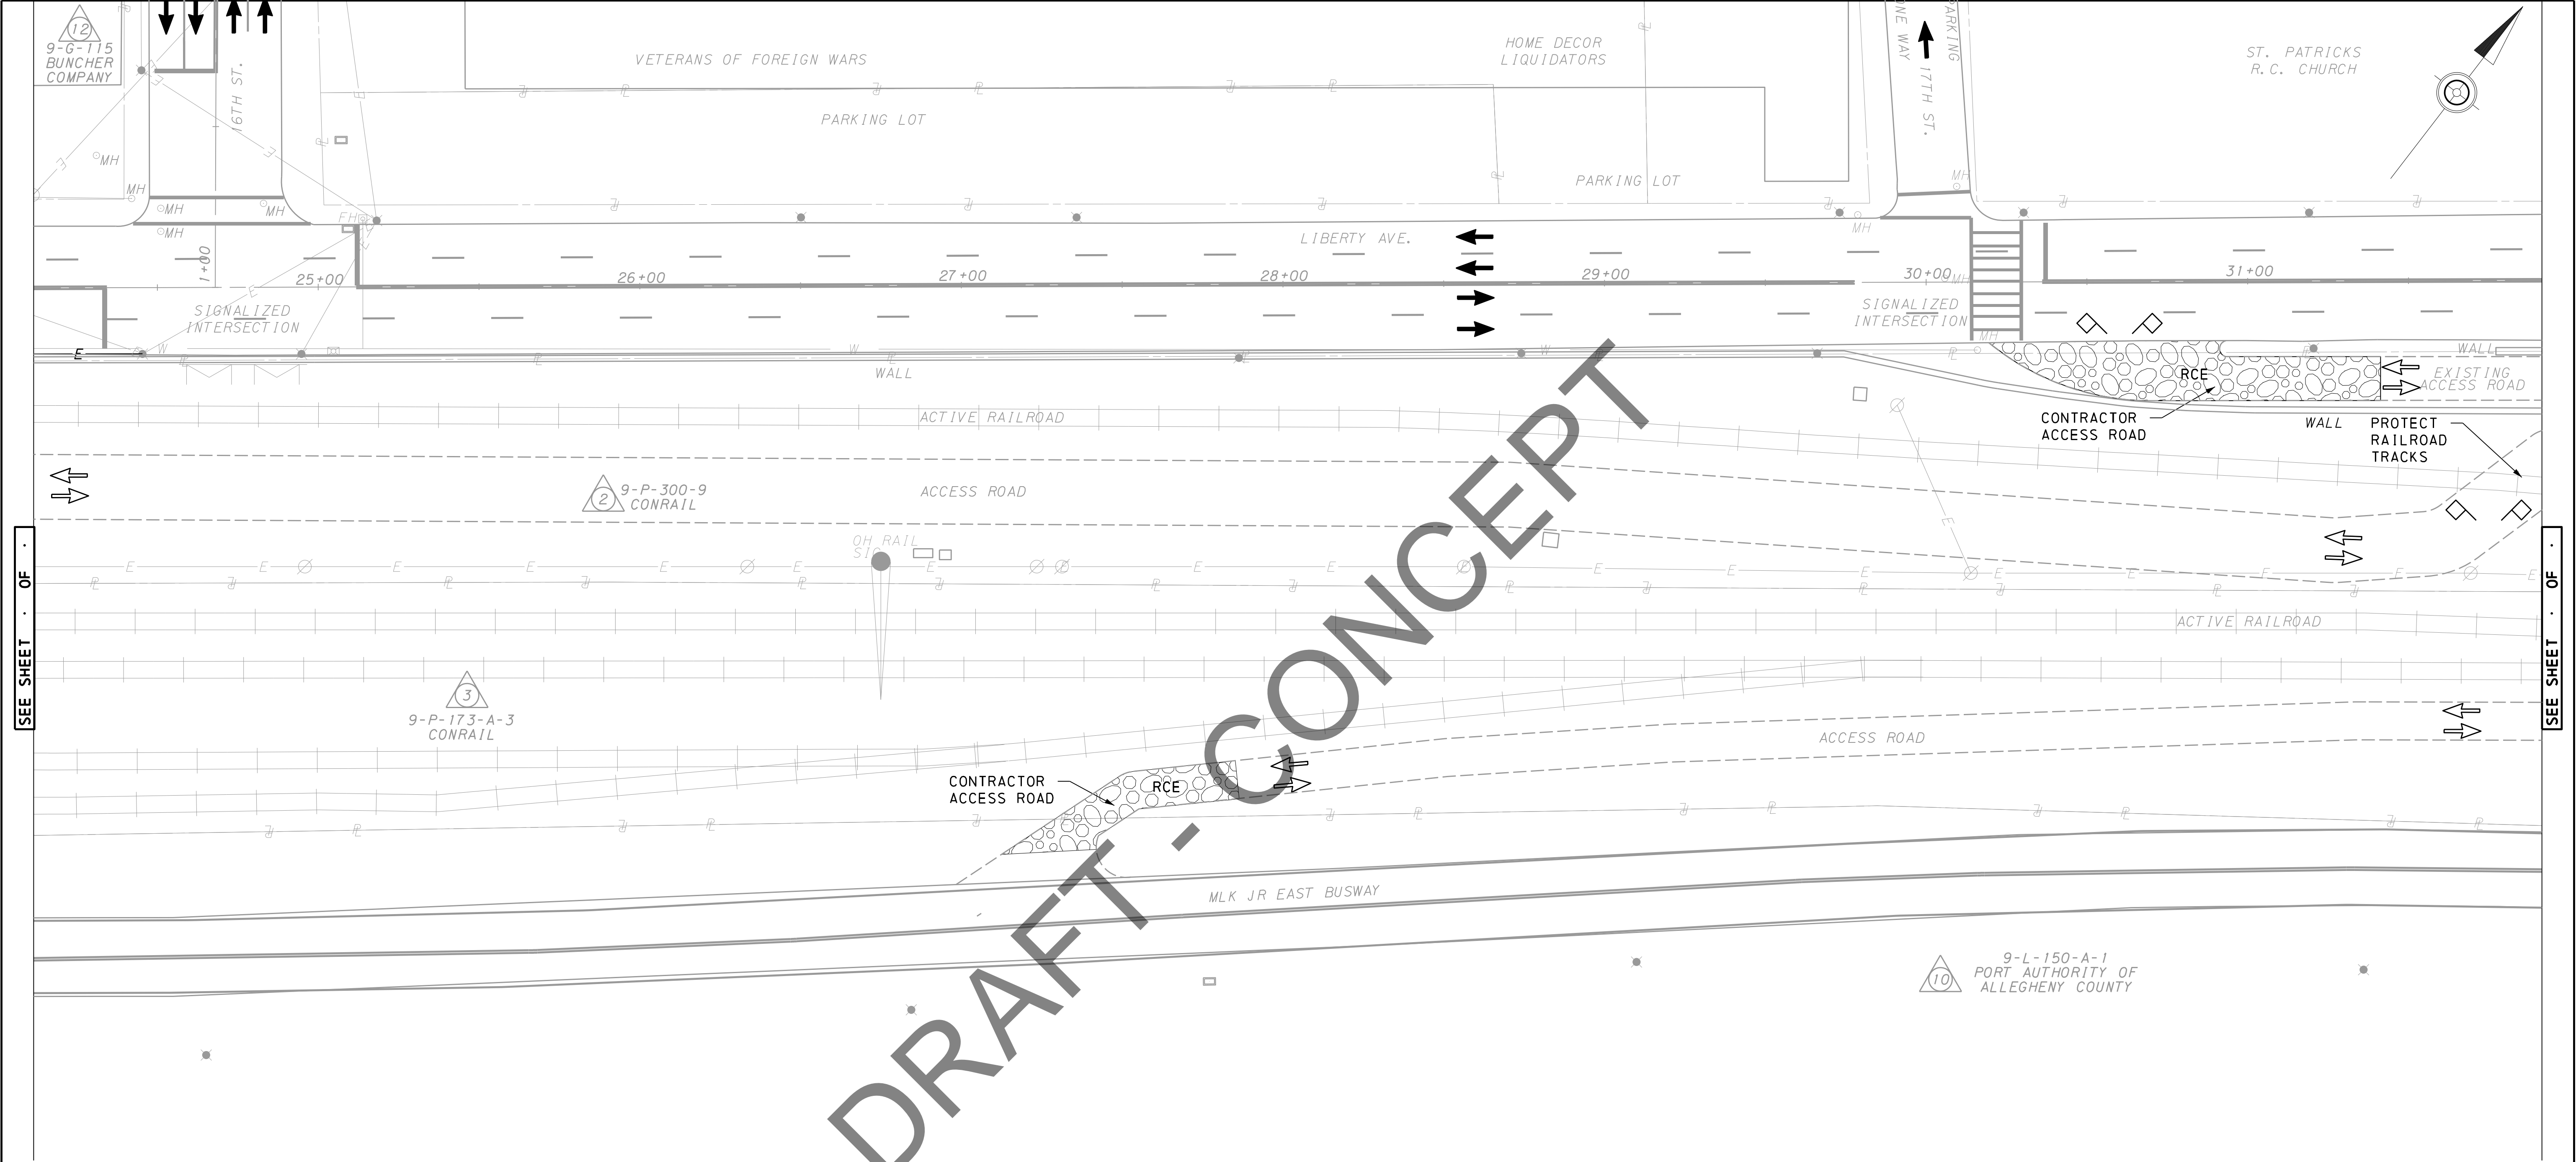 12
9-G-115
BUNCHER
COMPANY
16TH ST.
VETERANS OF FOREIGN WARS
HOME DECOR
LIQUIDATORS
PARKING
17TH ST.
ST. PATRICKS
R.C. CHURCH
PARKING LOT
PARKING LOT
MH
MH
MH
MH
MH
MH
MH
FH
LIBERTY AVE.
1+00
25+00
26+00
27+00
28+00
29+00
30+00
31+00
MH
MH
SIGNALIZED
INTERSECTION
SIGNALIZED
INTERSECTION
E
W
W
W
WALL
WALL
RCE
EXISTING
ACCESS ROAD
ACTIVE RAILROAD
CONTRACTOR
ACCESS ROAD
WALL
PROTECT
RAILROAD
TRACKS
2
9-P-300-9
CONRAIL
ACCESS ROAD
OH RAIL
SIG
SEE SHEET · OF ·
SEE SHEET · OF ·
ACTIVE RAILROAD
3
9-P-173-A-3
CONRAIL
ACCESS ROAD
CONTRACTOR
ACCESS ROAD
RCE
MLK JR EAST BUSWAY
10
9-L-150-A-1
PORT AUTHORITY OF
ALLEGHENY COUNTY
DRAFT - CONCEPT